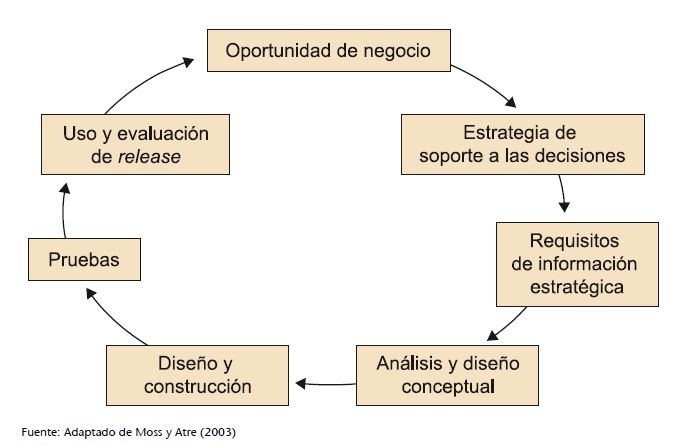 Oportunidad de negocio
Estrategia de
soporte a las decisiones
Requisitos
de información
estratégica
Análisis y diseño
conceptual
Diseño y
construcción
Pruebas
Uso y evaluación
de release
Fuente: Adaptado de Moss y Atre (2003)